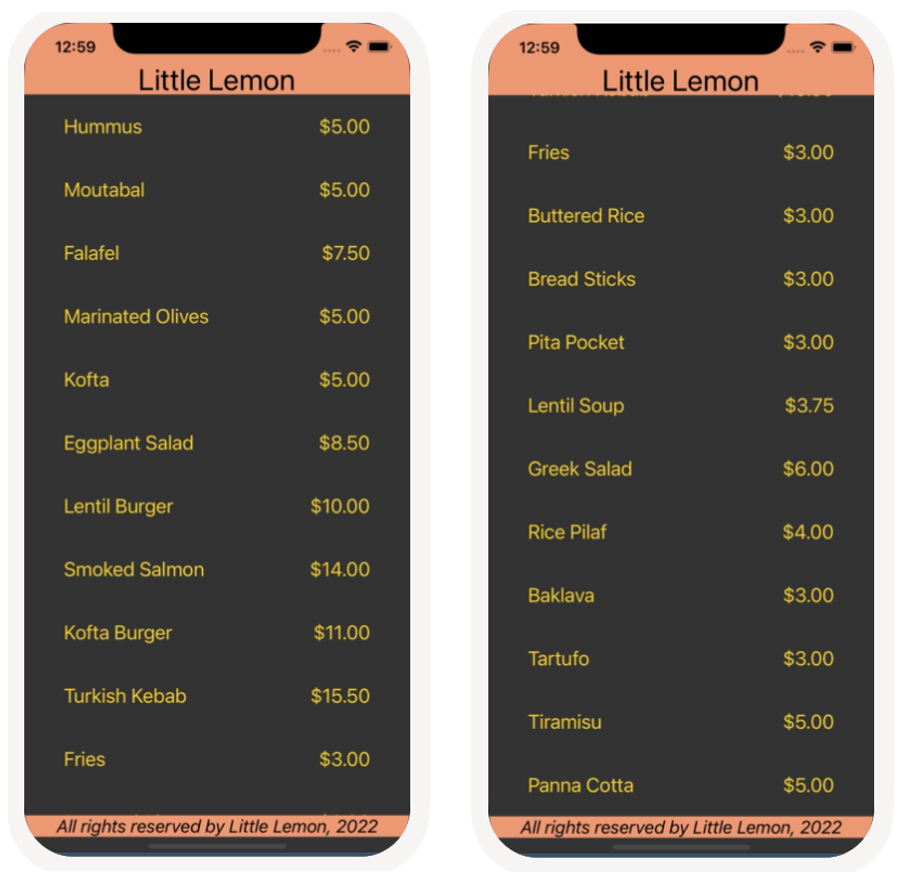 12:59
Little Lemon
Hummus $5.00
Moutabal $5.00
Falafel $7.50
Marinated Olives $5.00
Kofta $5.00
Eggplant Salad $8.50
Lentil Burger $10.00
Smoked Salmon $14.00
Kofta Burger $11.00
Turkish Kebab $15.50
Fries $3.00
All rights reserved by Little Lemon, 2022
12:59
Little Lemon
Fries $3.00
Buttered Rice $3.00
Bread Sticks $3.00
Pita Pocket $3.00
Lentil Soup $3.75
Greek Salad $6.00
Rice Pilaf $4.00
Baklava $3.00
Tartufo $3.00
Tiramisu $5.00
Panna Cotta $5.00
All rights reserved by Little Lemon, 2022